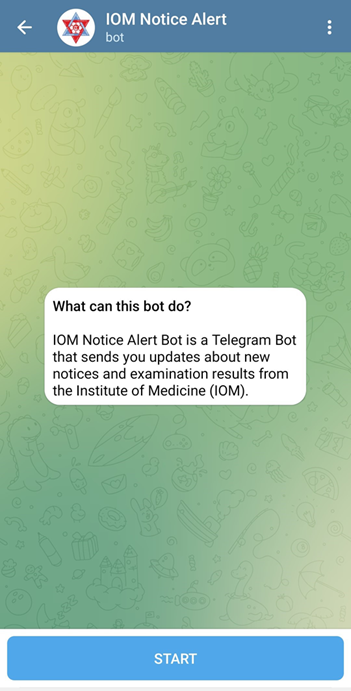 IOM Notice Alert
bot
What can this bot do?
IOM Notice Alert Bot is a Telegram Bot
that sends you updates about new
notices and examination results from
the Institute of Medicine (IOM).
START